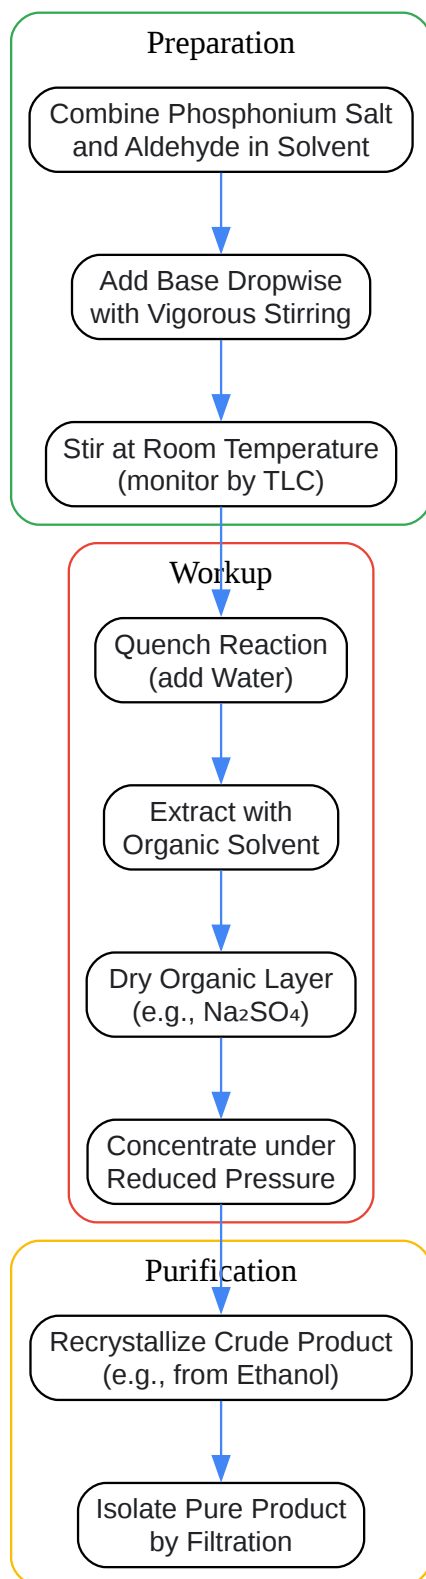 Preparation
Combine Phosphonium Salt
and Aldehyde in Solvent
Add Base Dropwise
with Vigorous Stirring
Stir at Room Temperature
(monitor by TLC)
Workup
Quench Reaction
(add Water)
Extract with
Organic Solvent
Dry Organic Layer
(e.g., Na₂SO₄)
Concentrate under
Reduced Pressure
Purification
Recrystallize Crude Product
(e.g., from Ethanol)
Isolate Pure Product
by Filtration